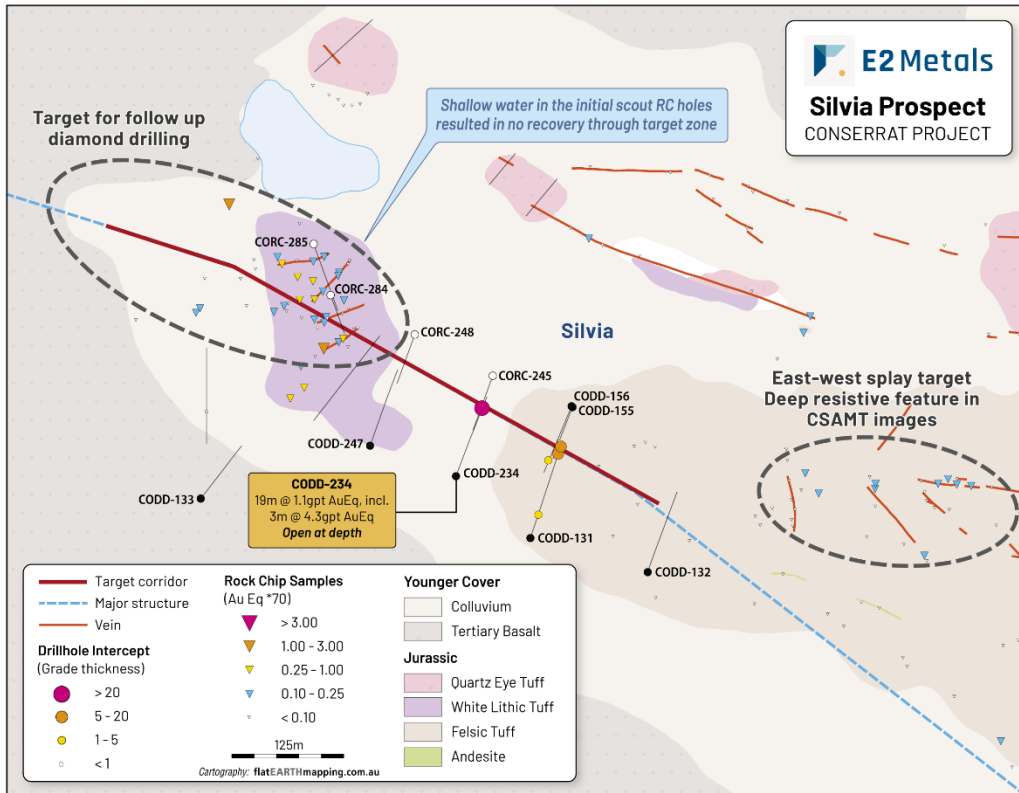 E2 Metals
Silvia Prospect
CONSERRAT PROJECT
Target for follow up
diamond drilling
Shallow water in the initial scout RC holes
resulted in no recovery through target zone
CORC-285
CORC-284
CORC-248
Silvia
CORC-245
CODD-156
CODD-155
East-west splay target
Deep resistive feature in
CSAMT images
CODD-247
CODD-234
CODD-133
CODD-234
19m @ 1.1gpt AuEq, incl.
3m @ 4.3gpt AuEq
Open at depth
CODD-131
CODD-132
Target corridor
Major structure
Vein
Drillhole Intercept
(Grade thickness)
> 20
5 - 20
1 - 5
< 1
Rock Chip Samples
(Au Eq *70)
> 3.00
1.00 - 3.00
0.25 - 1.00
0.10 - 0.25
< 0.10
125m
Cartography: flatEARTHmapping.com.au
Younger Cover
Colluvium
Tertiary Basalt
Jurassic
Quartz Eye Tuff
White Lithic Tuff
Felsic Tuff
Andesite